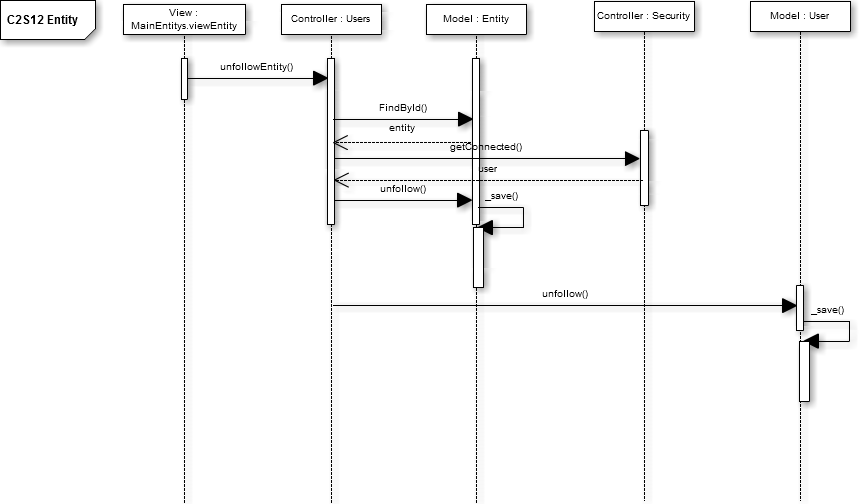 C2S12 Entity
View :
MainEntitys.viewEntity
Controller : Users
Model : Entity
Controller : Security
Model : User
unfollowEntity()
FindById()
entity
getConnected()
user
unfollow()
_save()
unfollow()
_save()